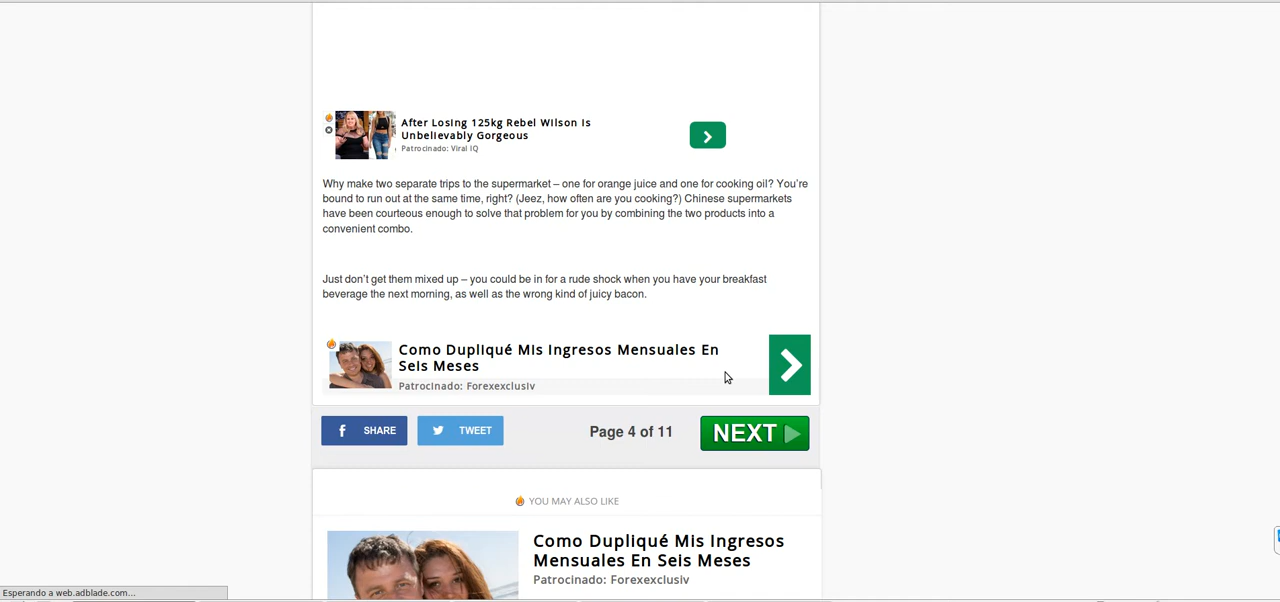 After Losing 125kg Rebel Wilson Is
Unbelievably Gorgeous
Patrocinado: Viral IQ
Why make two separate trips to the supermarket – one for orange juice and one for cooking oil? You’re
bound to run out at the same time, right? (Jeez, how often are you cooking?) Chinese supermarkets
have been courteous enough to solve that problem for you by combining the two products into a
convenient combo.
Just don’t get them mixed up – you could be in for a rude shock when you have your breakfast
beverage the next morning, as well as the wrong kind of juicy bacon.
Como Dupliqué Mis Ingresos Mensuales En
Seis Meses
Patrocinado: Forexexclusiv
SHARE
TWEET
Page 4 of 11
NEXT
YOU MAY ALSO LIKE
Como Dupliqué Mis Ingresos
Mensuales En Seis Meses
Patrocinado: Forexexclusiv
Esperando a web.adblade.com...